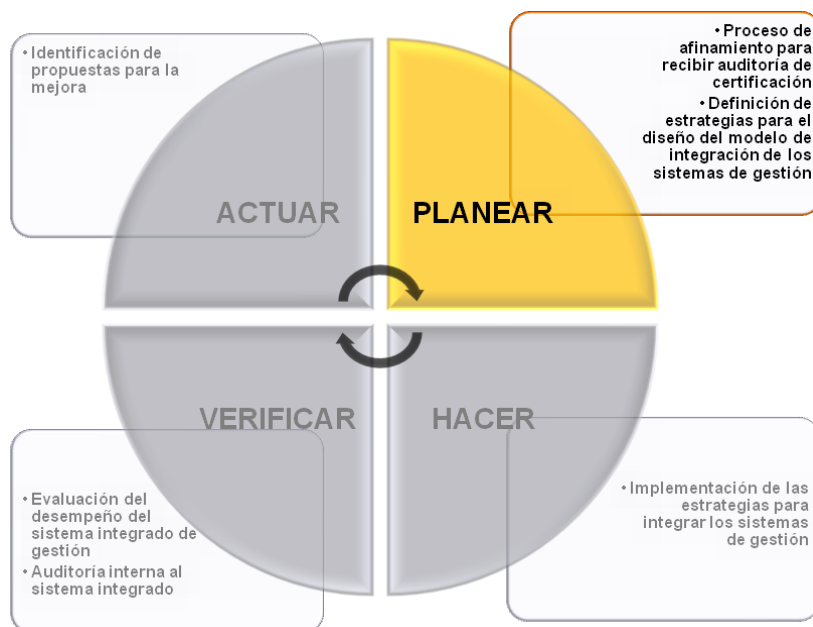 • Identificación de
propuestas para la
mejora
• Proceso de
afinamiento para
recibir auditoría de
certificación
• Definición de
estrategias para el
diseño del modelo de
integración de los
sistemas de gestión
ACTUAR
PLANEAR
VERIFICAR
HACER
• Evaluación del
desempeño del
sistema integrado de
gestión
• Auditoría interna al
sistema integrado
• Implementación de las
estrategias para
integrar los sistemas
de gestión